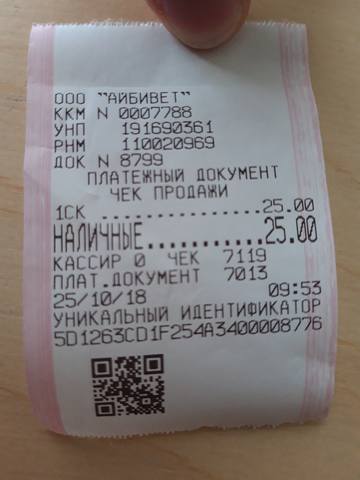 ООО "АЙБИВЕТ"
ККМ N 0007788
УНП 191690361
РНМ 110020969
ДОК N 8799
ПЛАТЕЖНЫЙ ДОКУМЕНТ
ЧЕК ПРОДАЖИ
1СК ................25.00
НАЛИЧНЫЕ...........25.00
КАССИР 0 ЧЕК 7119
ПЛАТ.ДОКУМЕНТ 7013
25/10/18 09:53
УНИКАЛЬНЫЙ ИДЕНТИФИКАТОР
5D1263CD1F254A3400008776